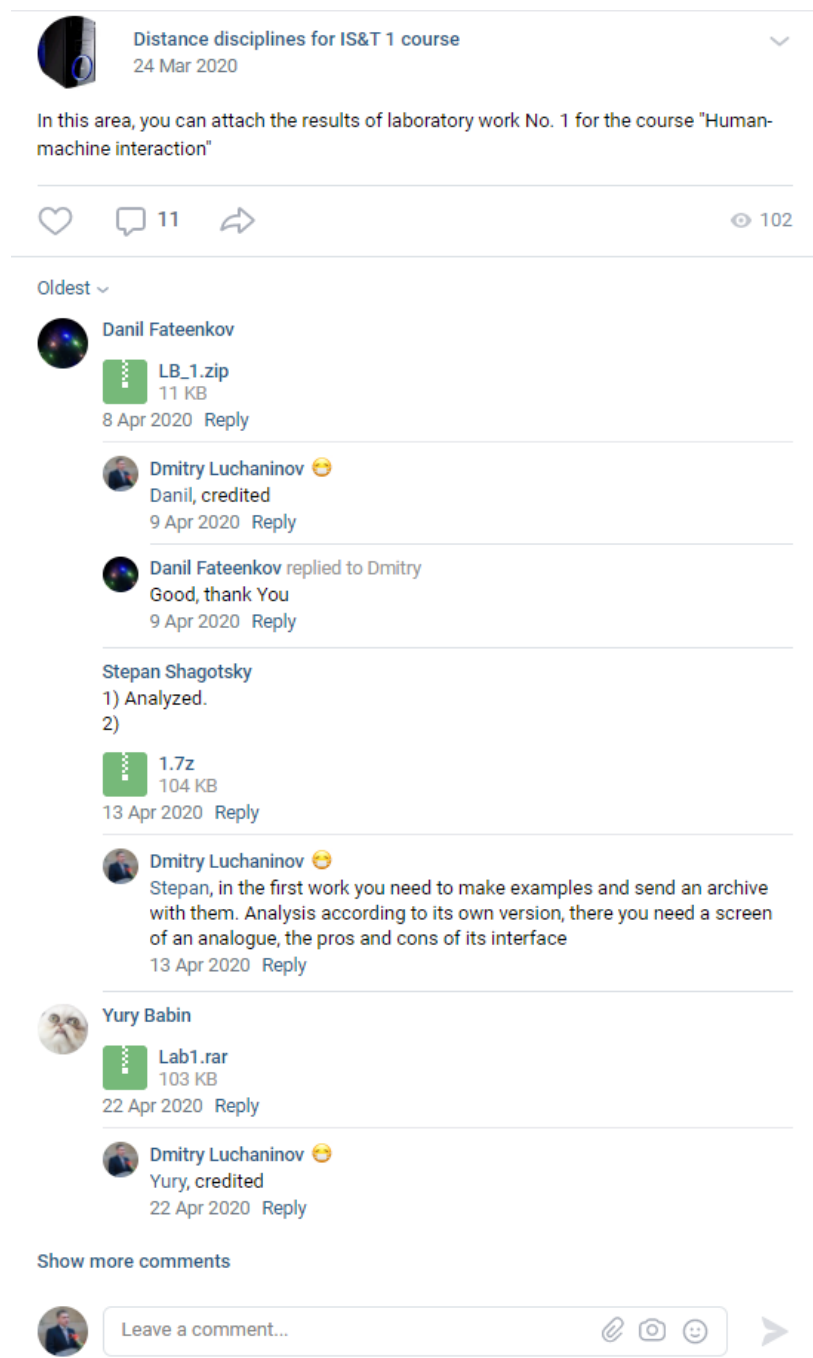 Distance disciplines for IS&T 1 course
24 Mar 2020
In this area, you can attach the results of laboratory work No. 1 for the course "Human-
machine interaction"
11
102
Oldest
Danil Fateenkov
LB_1.zip
11 KB
8 Apr 2020 Reply
Dmitry Luchaninov
Danil, credited
9 Apr 2020 Reply
Danil Fateenkov replied to Dmitry
Good, thank You
9 Apr 2020 Reply
Stepan Shagotsky
1) Analyzed.
2)
1.7z
104 KB
13 Apr 2020 Reply
Dmitry Luchaninov
Stepan, in the first work you need to make examples and send an archive
with them. Analysis according to its own version, there you need a screen
of an analogue, the pros and cons of its interface
13 Apr 2020 Reply
Yury Babin
Lab1.rar
103 KB
22 Apr 2020 Reply
Dmitry Luchaninov
Yury, credited
22 Apr 2020 Reply
Show more comments
Leave a comment...